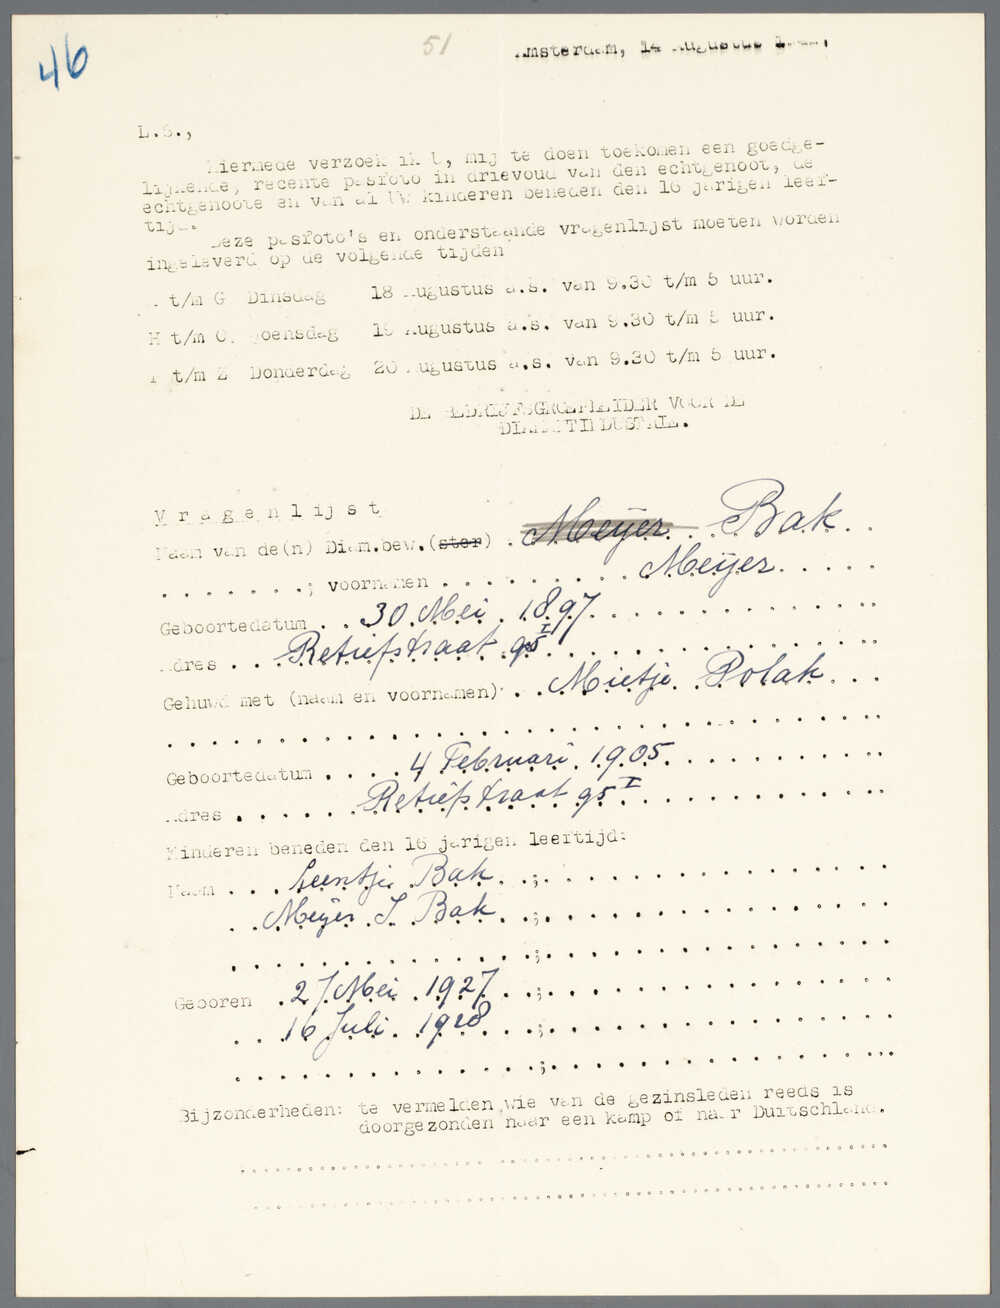 46
51
Amsterdam, 14 Augustus
L.S.,
Hiermede verzoek ik U, mij te doen toekomen een goedge-
lijkende, recente pasfoto in drievoud van den echtgenoot, de
echtgenoote en van al UW kinderen beneden den 16 jarigen leef-
tijd.
Deze pasfoto's en onderstaande vragenlijst moeten worden
ingeleverd op de volgende tijden
t/m G Dinsdag 18 Augustus a.s. van 9.30 t/m 5 uur.
H t/m O. Woensdag 19 Augustus a.s. van 9.30 t/m 5 uur.
P t/m Z Donderdag 20 Augustus a.s. van 9.30 t/m 5 uur.
DE BEDRIJFSGROEPLEIDER VOOR DE
DIAMANTINDUSTRIE.
Vragenlijst
Naam van de(n) Diam.bew.(ster) . Meijer . Bak . .
. . . . . . . ; voornamen . . . . . . . . . Meijer . . . . .
Geboortedatum . . 30 Mei . 1897 . . . . . . . . . . . .
Adres . . . Retiefstraat 95 I . . . . . . . . . . . . .
Gehuwd met (naam en voornamen) . . Mietje Polak . . .
. . . . . . . . . . . . . . . . . . . . . . . . . . . .
Geboortedatum . . . . 4 Februari 1905 . . . . . . . . .
Adres . . . . . . Retiefstraat 95 I . . . . . . . . . .
Kinderen beneden den 16 jarigen leeftijd:
Naam . . . Leentje Bak . . ; . . . . . . . . . . . . . .
. . Meijer S Bak . . ; . . . . . . . . . . . . . .
. . . . . . . . . . . . . ; . . . . . . . . . . . . . .
Geboren . 27 Mei . 1927 . . ; . . . . . . . . . . . . . .
. . 16 Juli . 1928 . . ; . . . . . . . . . . . . . .
. . . . . . . . . . . . . ; . . . . . . . . . . . . . .
Bijzonderheden: te vermelden wie van de gezinsleden reeds is
doorgezonden naar een kamp of naar Duitschland.